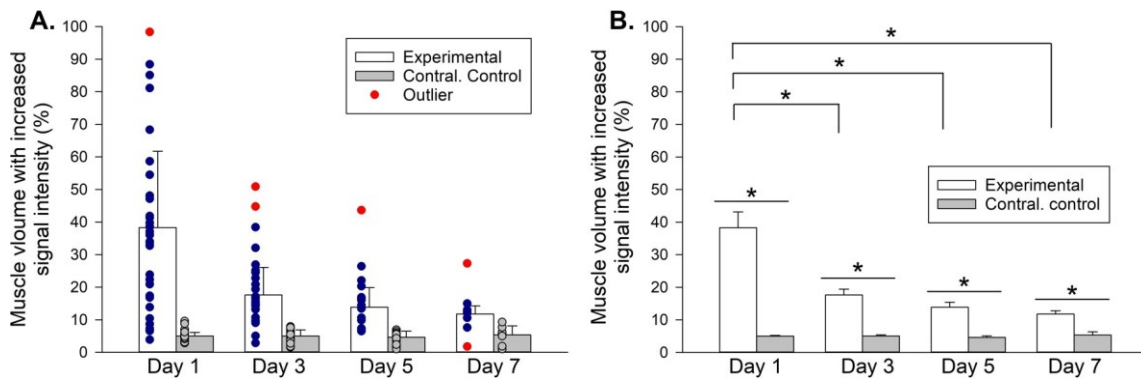 A.
Muscle vloume with increased
signal intensity (%)
100
90
80
70
60
50
40
30
20
10
0
Experimental
Contral. Control
Outlier
Day 1 Day 3 Day 5 Day 7
B.
Muscle volume with increased
signal intensity (%)
100
90
80
70
60
50
40
30
20
10
0
*
*
*
Experimental
Contral. control
*
*
*
*
Day 1 Day 3 Day 5 Day 7